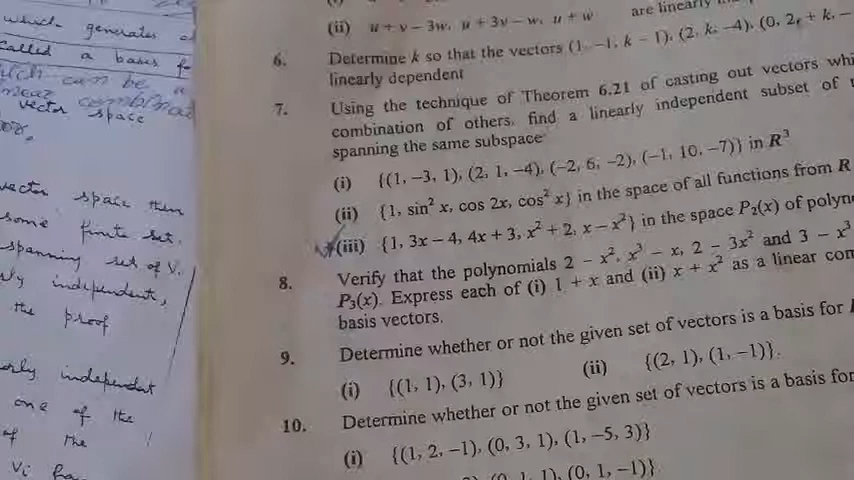 which generates
called a basis
can be
vector space
vector space then
some finite set.
spanning set of V.
independents,
the proof
independent
one of the
of the
(ii) u + v − 3w, u + 3v − w, u + w are linearly
6. Determine k so that the vectors (1, −1, k − 1), (2, k, −4), (0, 2, + k, −
linearly dependent
7. Using the technique of Theorem 6.21 of casting out vectors
combination of others, find a linearly independent subset of
spanning the same subspace
(i) {(1, −3, 1), (2, 1, −4), (−2, 6, −2), (−1, 10, −7)} in R³
(ii) {1, sin² x, cos 2x, cos² x} in the space of all functions from R
(iii) {1, 3x − 4, 4x + 3, x² + 2, x − x²} in the space P₂(x) of
8. Verify that the polynomials 2 − x², x³ − x, 2 − 3x² and 3 − x³
P₃(x). Express each of (i) 1 + x and (ii) x + x² as a linear
basis vectors.
9. Determine whether or not the given set of vectors is a basis for
(i) {(1, 1), (3, 1)} (ii) {(2, 1), (1, −1)}.
10. Determine whether or not the given set of vectors is a basis for
(i) {(1, 2, −1), (0, 3, 1), (1, −5, 3)}
(0, 1, −1)}